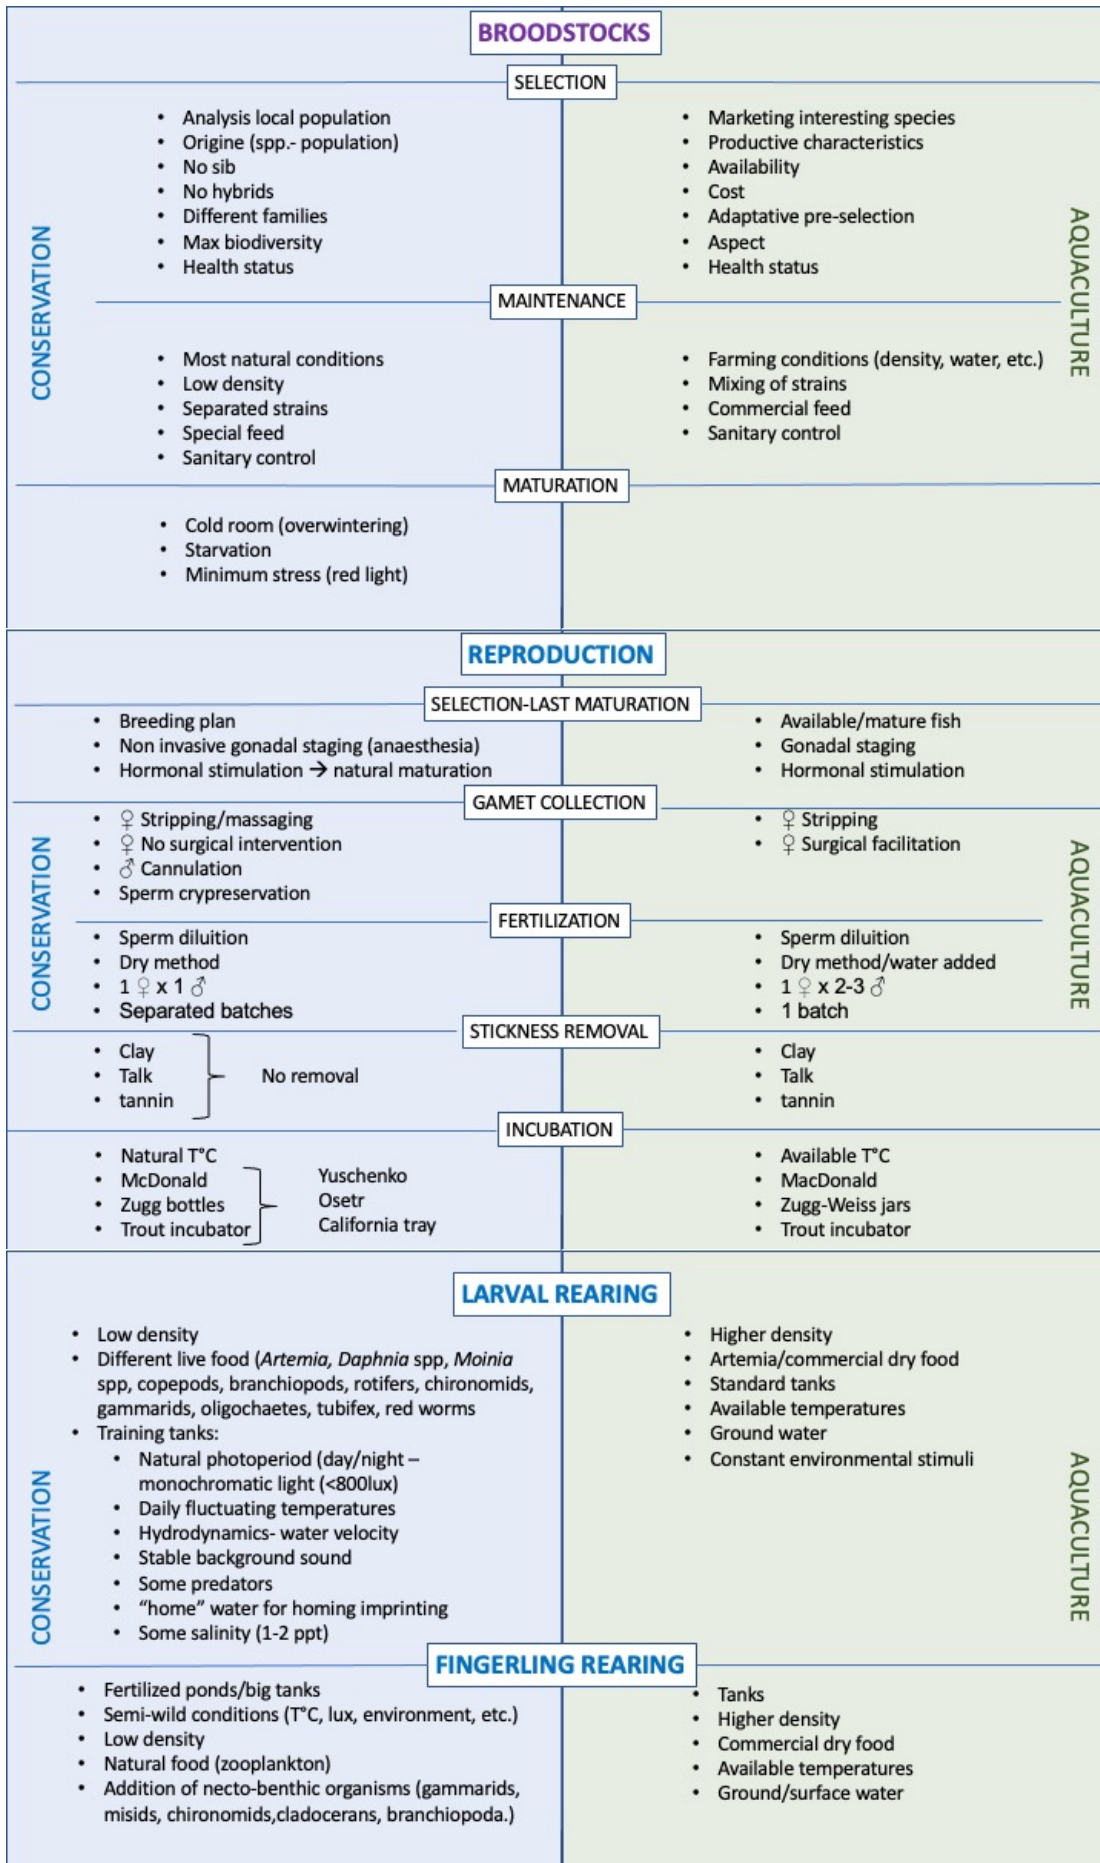 BROODSTOCKS
SELECTION
CONSERVATION
• Analysis local population
• Origine (spp.- population)
• No sib
• No hybrids
• Different families
• Max biodiversity
• Health status
• Marketing interesting species
• Productive characteristics
• Availability
• Cost
• Adaptative pre-selection
• Aspect
• Health status
AQUACULTURE
MAINTENANCE
• Most natural conditions
• Low density
• Separated strains
• Special feed
• Sanitary control
• Farming conditions (density, water, etc.)
• Mixing of strains
• Commercial feed
• Sanitary control
MATURATION
• Cold room (overwintering)
• Starvation
• Minimum stress (red light)
REPRODUCTION
SELECTION-LAST MATURATION
• Breeding plan
• Non invasive gonadal staging (anaesthesia)
• Hormonal stimulation → natural maturation
• Available/mature fish
• Gonadal staging
• Hormonal stimulation
GAMET COLLECTION
CONSERVATION
• ♀ Stripping/massaging
• ♀ No surgical intervention
• ♂ Cannulation
• Sperm crypreservation
• ♀ Stripping
• ♀ Surgical facilitation
AQUACULTURE
FERTILIZATION
• Sperm dilution
• Dry method
• 1 ♀ x 1 ♂
• Separated batches
• Sperm dilution
• Dry method/water added
• 1 ♀ x 2-3 ♂
• 1 batch
STICKNESS REMOVAL
• Clay
• Talk
• tannin
No removal
• Clay
• Talk
• tannin
INCUBATION
• Natural T°C
• McDonald
• Zugg bottles
• Trout incubator
Yuschenko
Osetr
California tray
• Available T°C
• MacDonald
• Zugg-Weiss jars
• Trout incubator
LARVAL REARING
CONSERVATION
• Low density
• Different live food (Artemia, Daphnia spp, Moinia
spp, copepods, branchiopods, rotifers, chironomids,
gammarids, oligochaetes, tubifex, red worms
• Training tanks:
• Natural photoperiod (day/night –
monochromatic light (<800lux)
• Daily fluctuating temperatures
• Hydrodynamics- water velocity
• Stable background sound
• Some predators
• “home” water for homing imprinting
• Some salinity (1-2 ppt)
• Higher density
• Artemia/commercial dry food
• Standard tanks
• Available temperatures
• Ground water
• Constant environmental stimuli
AQUACULTURE
FINGERLING REARING
• Fertilized ponds/big tanks
• Semi-wild conditions (T°C, lux, environment, etc.)
• Low density
• Natural food (zooplankton)
• Addition of necto-benthic organisms (gammarids,
misids, chironomids,cladocerans, branchiopoda.)
• Tanks
• Higher density
• Commercial dry food
• Available temperatures
• Ground/surface water